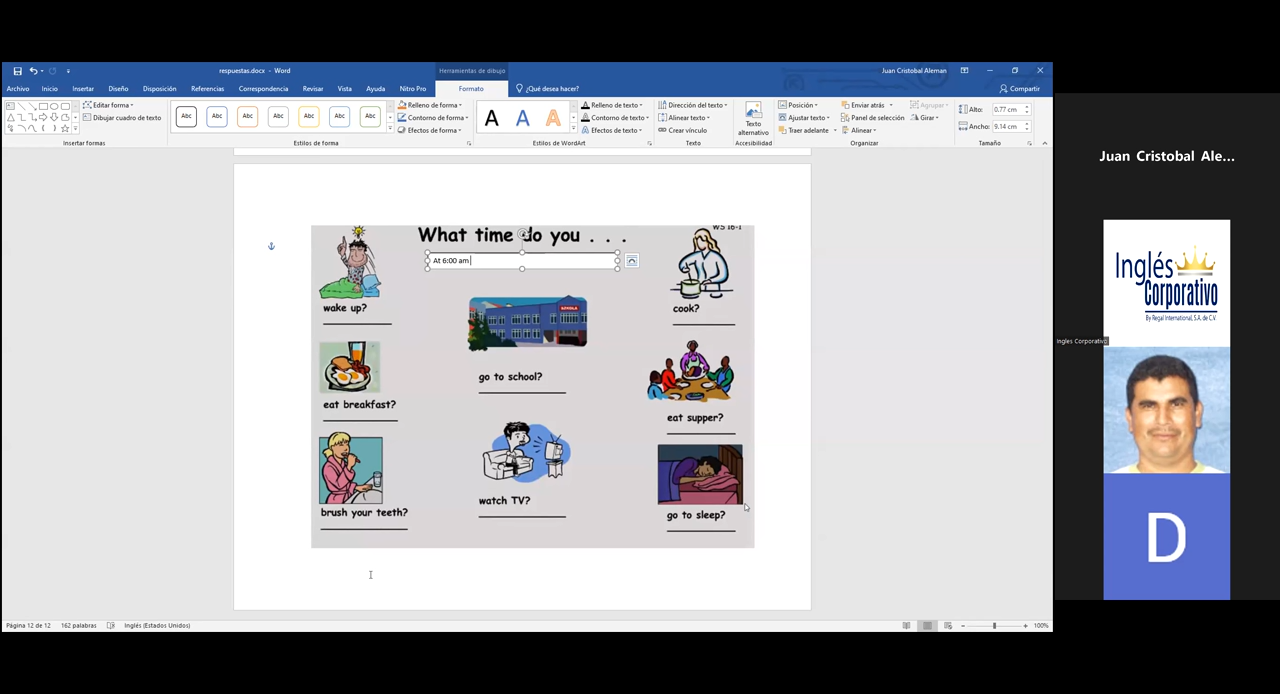 respuestas.docx - Word
Herramientas de dibujo
Juan Cristobal Aleman
Archivo
Inicio
Insertar
Diseño
Disposición
Referencias
Correspondencia
Revisar
Vista
Ayuda
Nitro Pro
Formato
¿Qué desea hacer?
Compartir
Editar forma
Dibujar cuadro de texto
Insertar formas
Abc Abc Abc Abc Abc Abc Abc
Relleno de forma
Contorno de forma
Efectos de forma
Estilos de forma
A A A
Relleno de texto
Contorno de texto
Efectos de texto
Estilos de WordArt
Dirección del texto
Alinear texto
Crear vínculo
Texto
Texto alternativo
Accesibilidad
Posición
Ajustar texto
Traer adelante
Enviar atrás
Panel de selección
Alinear
Agrupar
Girar
Organizar
Alto: 0.77 cm
Ancho: 9.14 cm
Tamaño
What time do you . . .
WS 16-1
At 6:00 am
wake up?
cook?
go to school?
eat breakfast?
eat supper?
watch TV?
brush your teeth?
go to sleep?
Página 12 de 12
162 palabras
Inglés (Estados Unidos)
100%
Juan Cristobal Ale...
Inglés
Corporativo
By Regal International, S.A. de C.V.
Ingles Corporativo
D